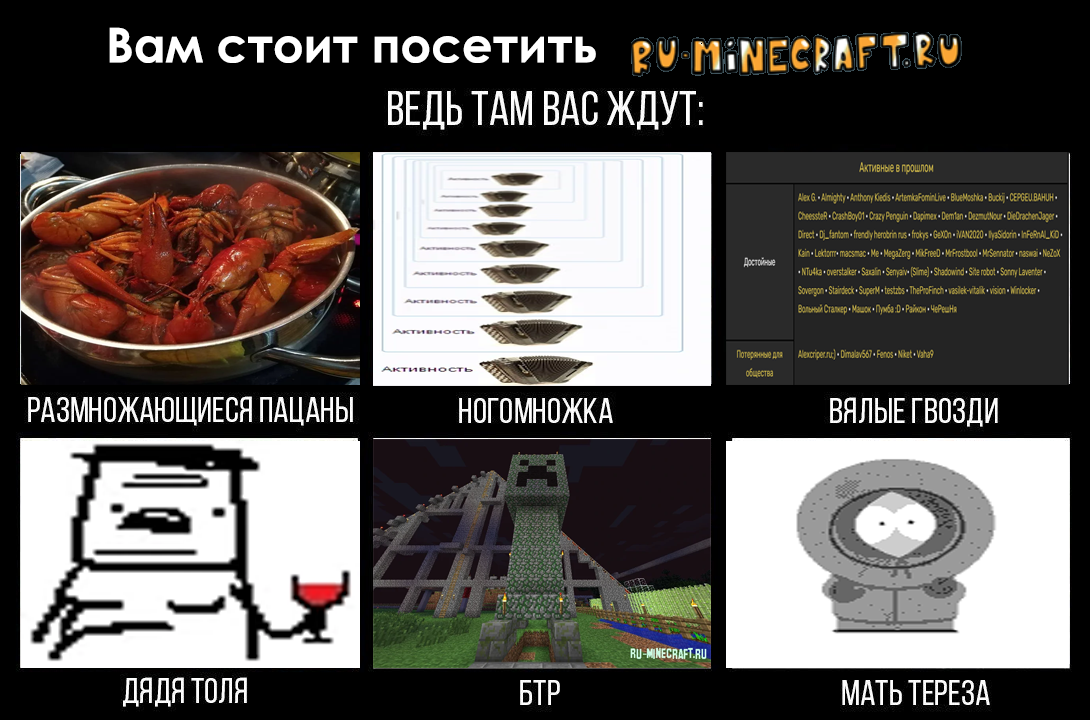 Вам стоит посетить RU-MINECRAFT.RU
ВЕДЬ ТАМ ВАС ЖДУТ:
Активность
Активность
Активность
Активность
Активность
Активные в прошлом
Достойные
Alex G. • Almighty • Anthony Kiedis • ArtemkaFominLive • BlueMoshka • Buckij • CEPGEU.BAHUH •
CheessteR • CrashBoy01 • Crazy Penguin • Dapimex • Dem1an • DezmutNour • DieDrachenJager •
Direct • Dj_fantom • frendly herobrin rus • frokys • GeXOn • iVAN2020 • IlyaSidorin • InFeRnAl_KiD •
Kain • Lektorrr • macsmac • Me • MegaZerg • MikFreeD • MrFrostbool • MrSennator • naswai • NeZoX
• NTu4ka • overstalker • Saxalin • Senyaiv • [Slime] • Shadowind • Site robot • Sonny Laventer •
Sovergon • Stairdeck • SuperM • testzbs • TheProFinch • vasilek-vitalik • vision • Winlocker •
Вольный Сталкер • Машок • Пумба :D • Райкон • ЧеРешНя
Потерянные для
общества
Alexcriper.ru;) • Dimalav567 • Fenos • Niket • Vaha9
РАЗМНОЖАЮЩИЕСЯ ПАЦАНЫ
НОГОМНОЖКА
ВЯЛЫЕ ГВОЗДИ
RU-MINECRAFT.RU
ДЯДЯ ТОЛЯ
БТР
МАТЬ ТЕРЕЗА